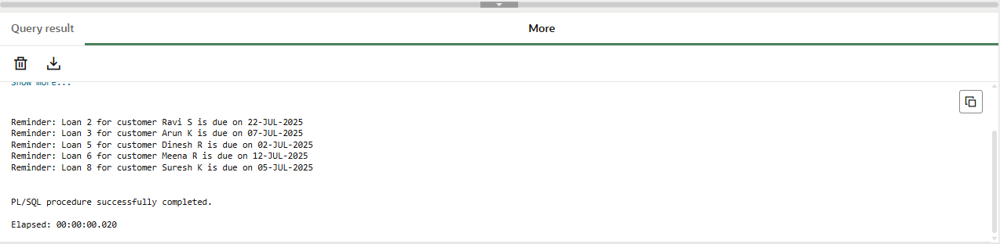 Query result
More
Show more...
Reminder: Loan 2 for customer Ravi S is due on 22-JUL-2025
Reminder: Loan 3 for customer Arun K is due on 07-JUL-2025
Reminder: Loan 5 for customer Dinesh R is due on 02-JUL-2025
Reminder: Loan 6 for customer Meena R is due on 12-JUL-2025
Reminder: Loan 8 for customer Suresh K is due on 05-JUL-2025
PL/SQL procedure successfully completed.
Elapsed: 00:00:00.020